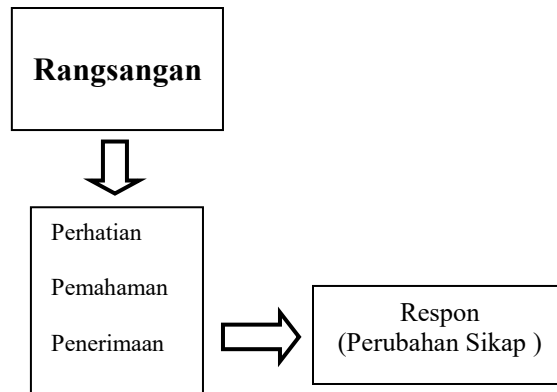 Rangsangan
Perhatian
Pemahaman
Penerimaan
Respon
(Perubahan Sikap )